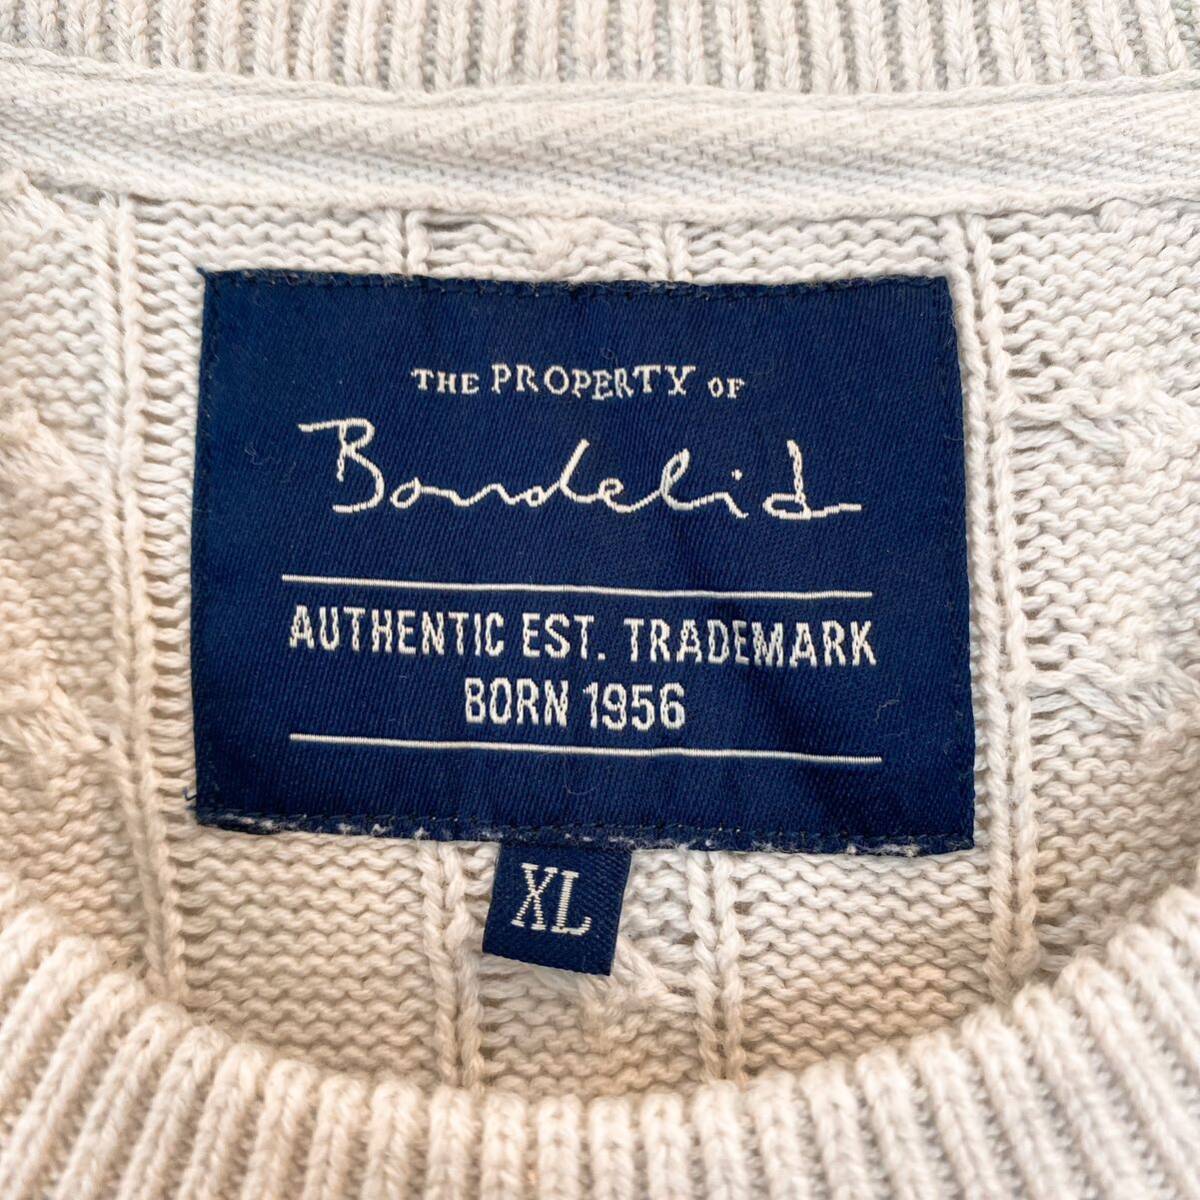 THE PROPERTY OF
Bondelid
AUTHENTIC EST. TRADEMARK
BORN 1956
XL